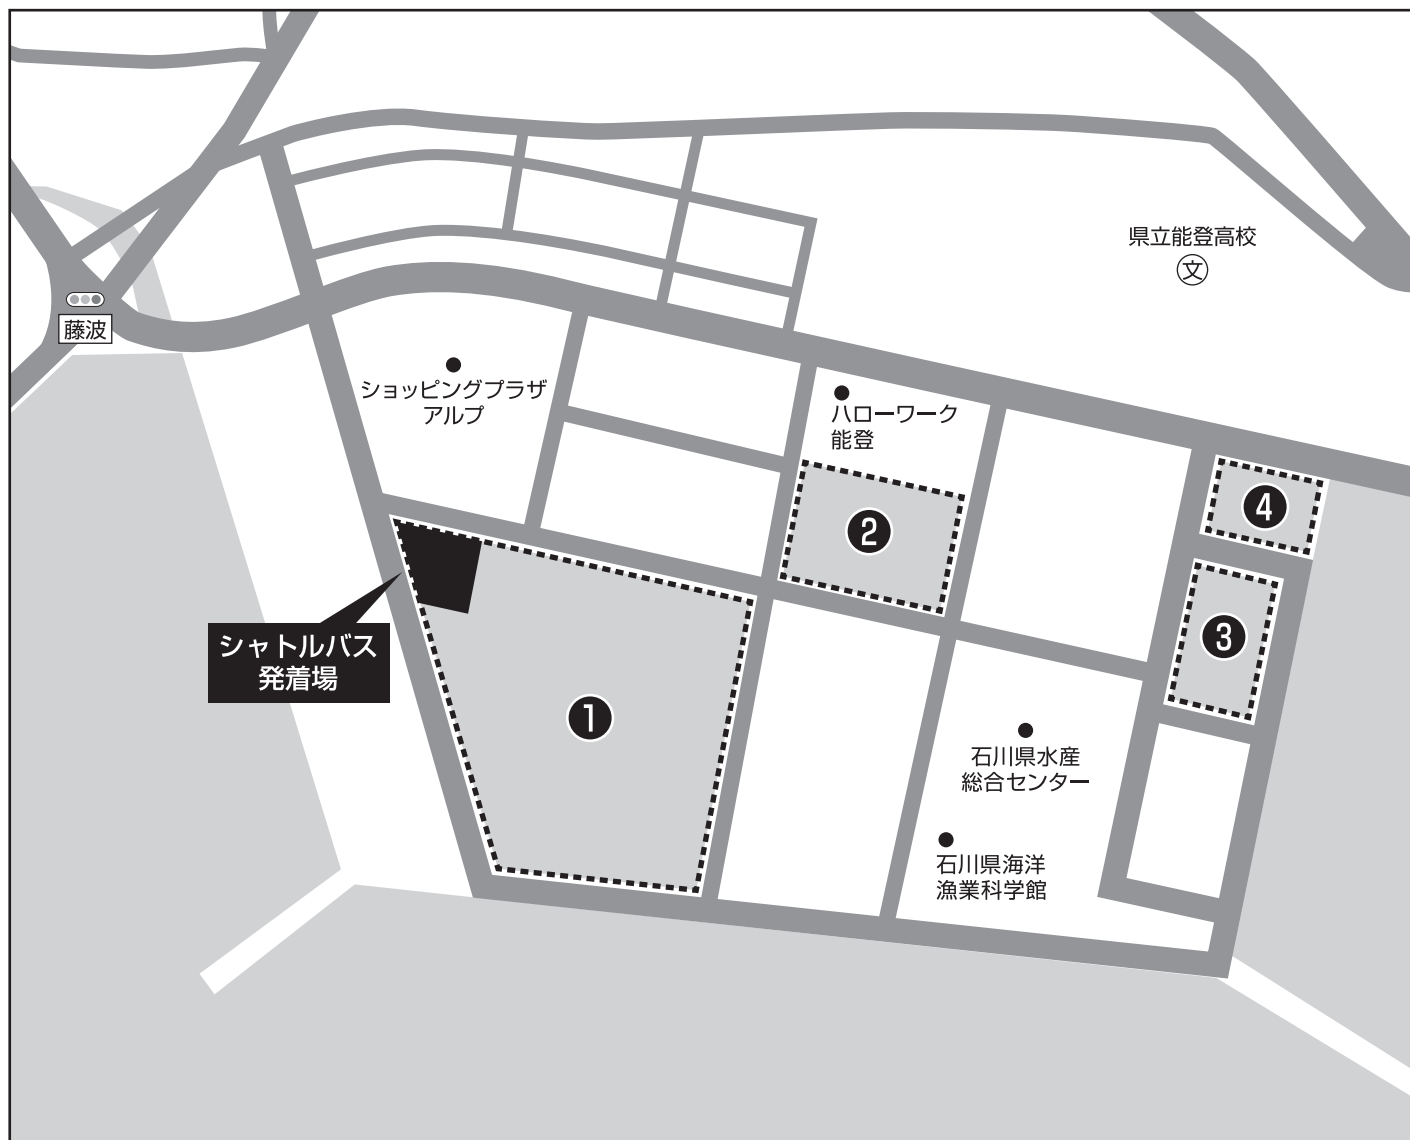 県立能登高校
文
藤波
ショッピングプラザ
アルプ
ハローワーク
能登
4
2
3
シャトルバス
発着場
1
石川県水産
総合センター
石川県海洋
漁業科学館